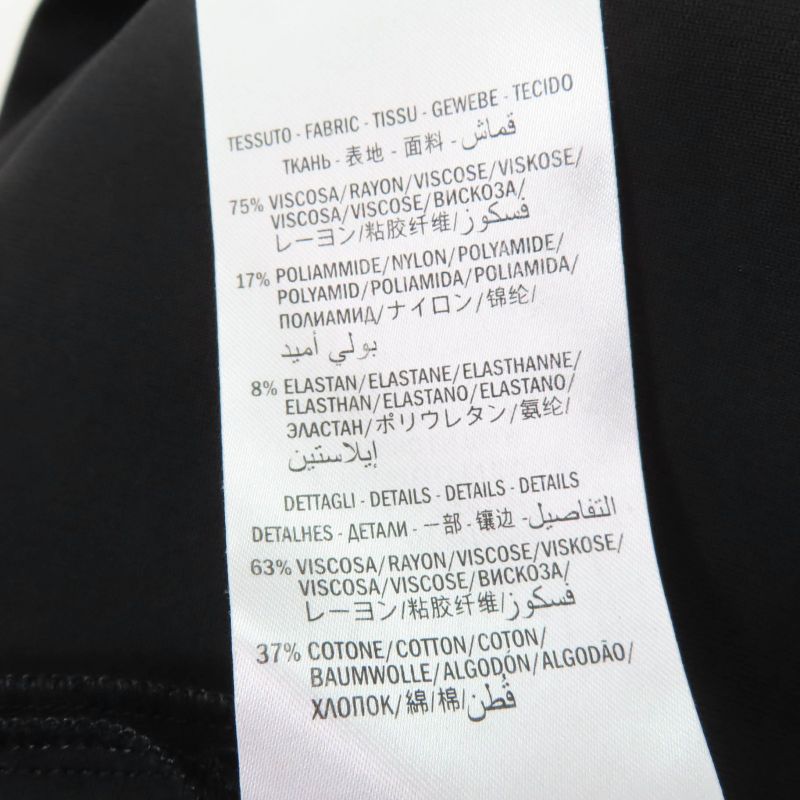 TESSUTO - FABRIC - TISSU - GEWEBE - TECIDO
ТКАНЬ - 表地 - 面料 - قماش
75% VISCOSA/RAYON/VISCOSE/VISKOSE/
VISCOSA/VISCOSE/ВИСКОЗА/
レーヨン/粘胶纤维/فسكوز/
17% POLIAMMIDE/NYLON/POLYAMIDE/
POLYAMID/POLIAMIDA/POLIAMIDA/
ПОЛИАМИД/ナイロン/锦纶/
بولي أميد
8% ELASTAN/ELASTANE/ELASTHANNE/
ELASTHAN/ELASTANO/ELASTANO/
ЭЛАСТАН/ポリウレタン/氨纶/
إيلاستين
DETTAGLI - DETAILS - DETAILS - DETAILS
DETALHES - ДЕТАЛИ - 一部 - 镶边 - التفاصيل
63% VISCOSA/RAYON/VISCOSE/VISKOSE/
VISCOSA/VISCOSE/ВИСКОЗА/
レーヨン/粘胶纤维/فسكوز/
37% COTONE/COTTON/COTON/
BAUMWOLLE/ALGODÓN/ALGODÃO/
ХЛОПОК/綿/棉/قطن